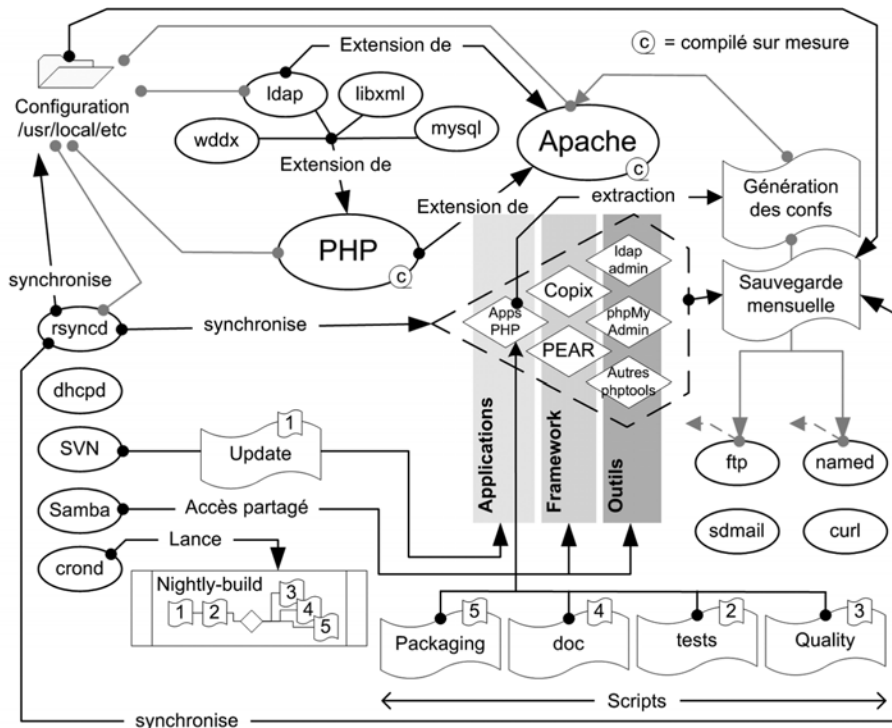 Extension de
c
= compilé sur mesure
Configuration
/usr/local/etc
ldap
libxml
wddx
mysql
Extension de
Apache
c
extraction
Génération
des confs
PHP
c
Extension de
synchronise
rsyncd
synchronise
Apps
PHP
Copix
PEAR
ldap
admin
phpMy
Admin
Autres
phptools
Sauvegarde
mensuelle
dhcpd
SVN
1
Update
Applications
Framework
Outils
ftp
named
Samba
Accès partagé
sdmail
curl
crond
Lance
Nightly-build
1
2
3
4
5
5
Packaging
4
doc
2
tests
3
Quality
Scripts
synchronise